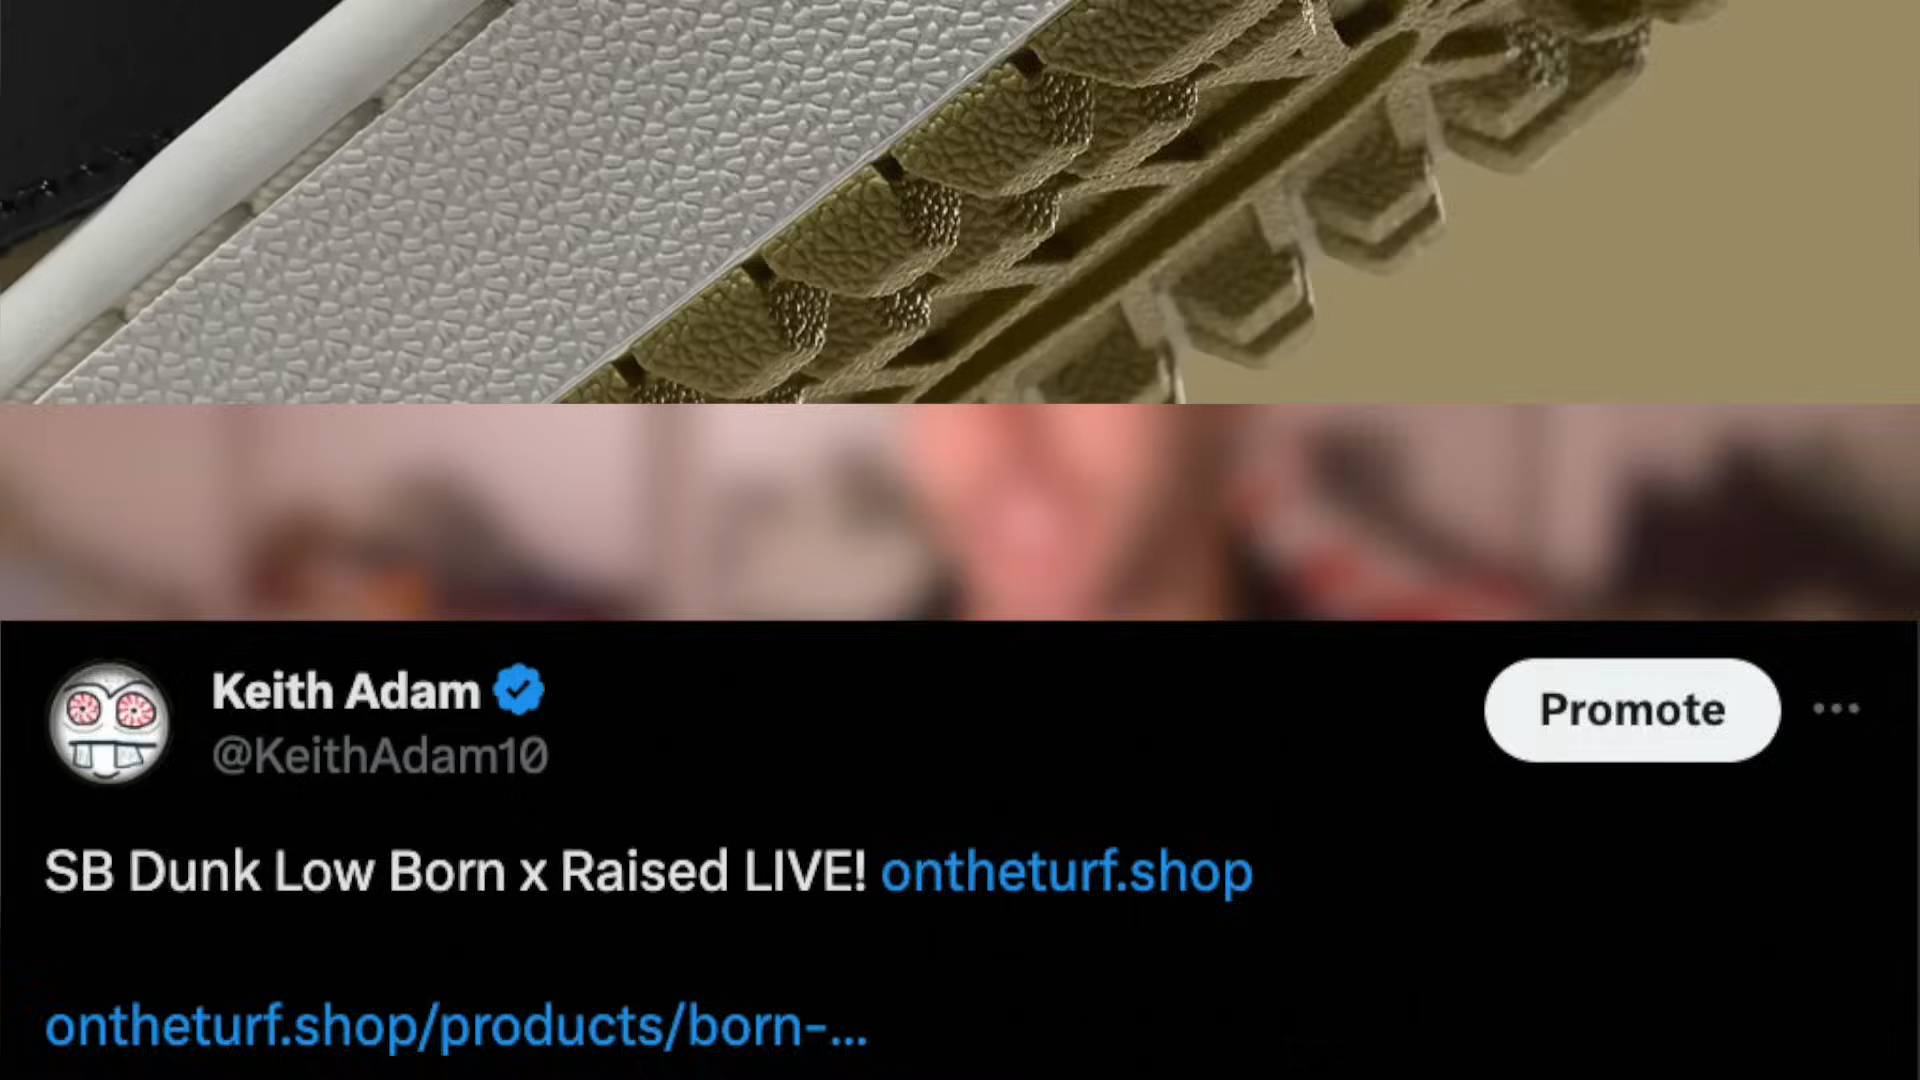 Keith Adam
@KeithAdam10
Promote
SB Dunk Low Born x Raised LIVE! ontheturf.shop
ontheturf.shop/products/born-...